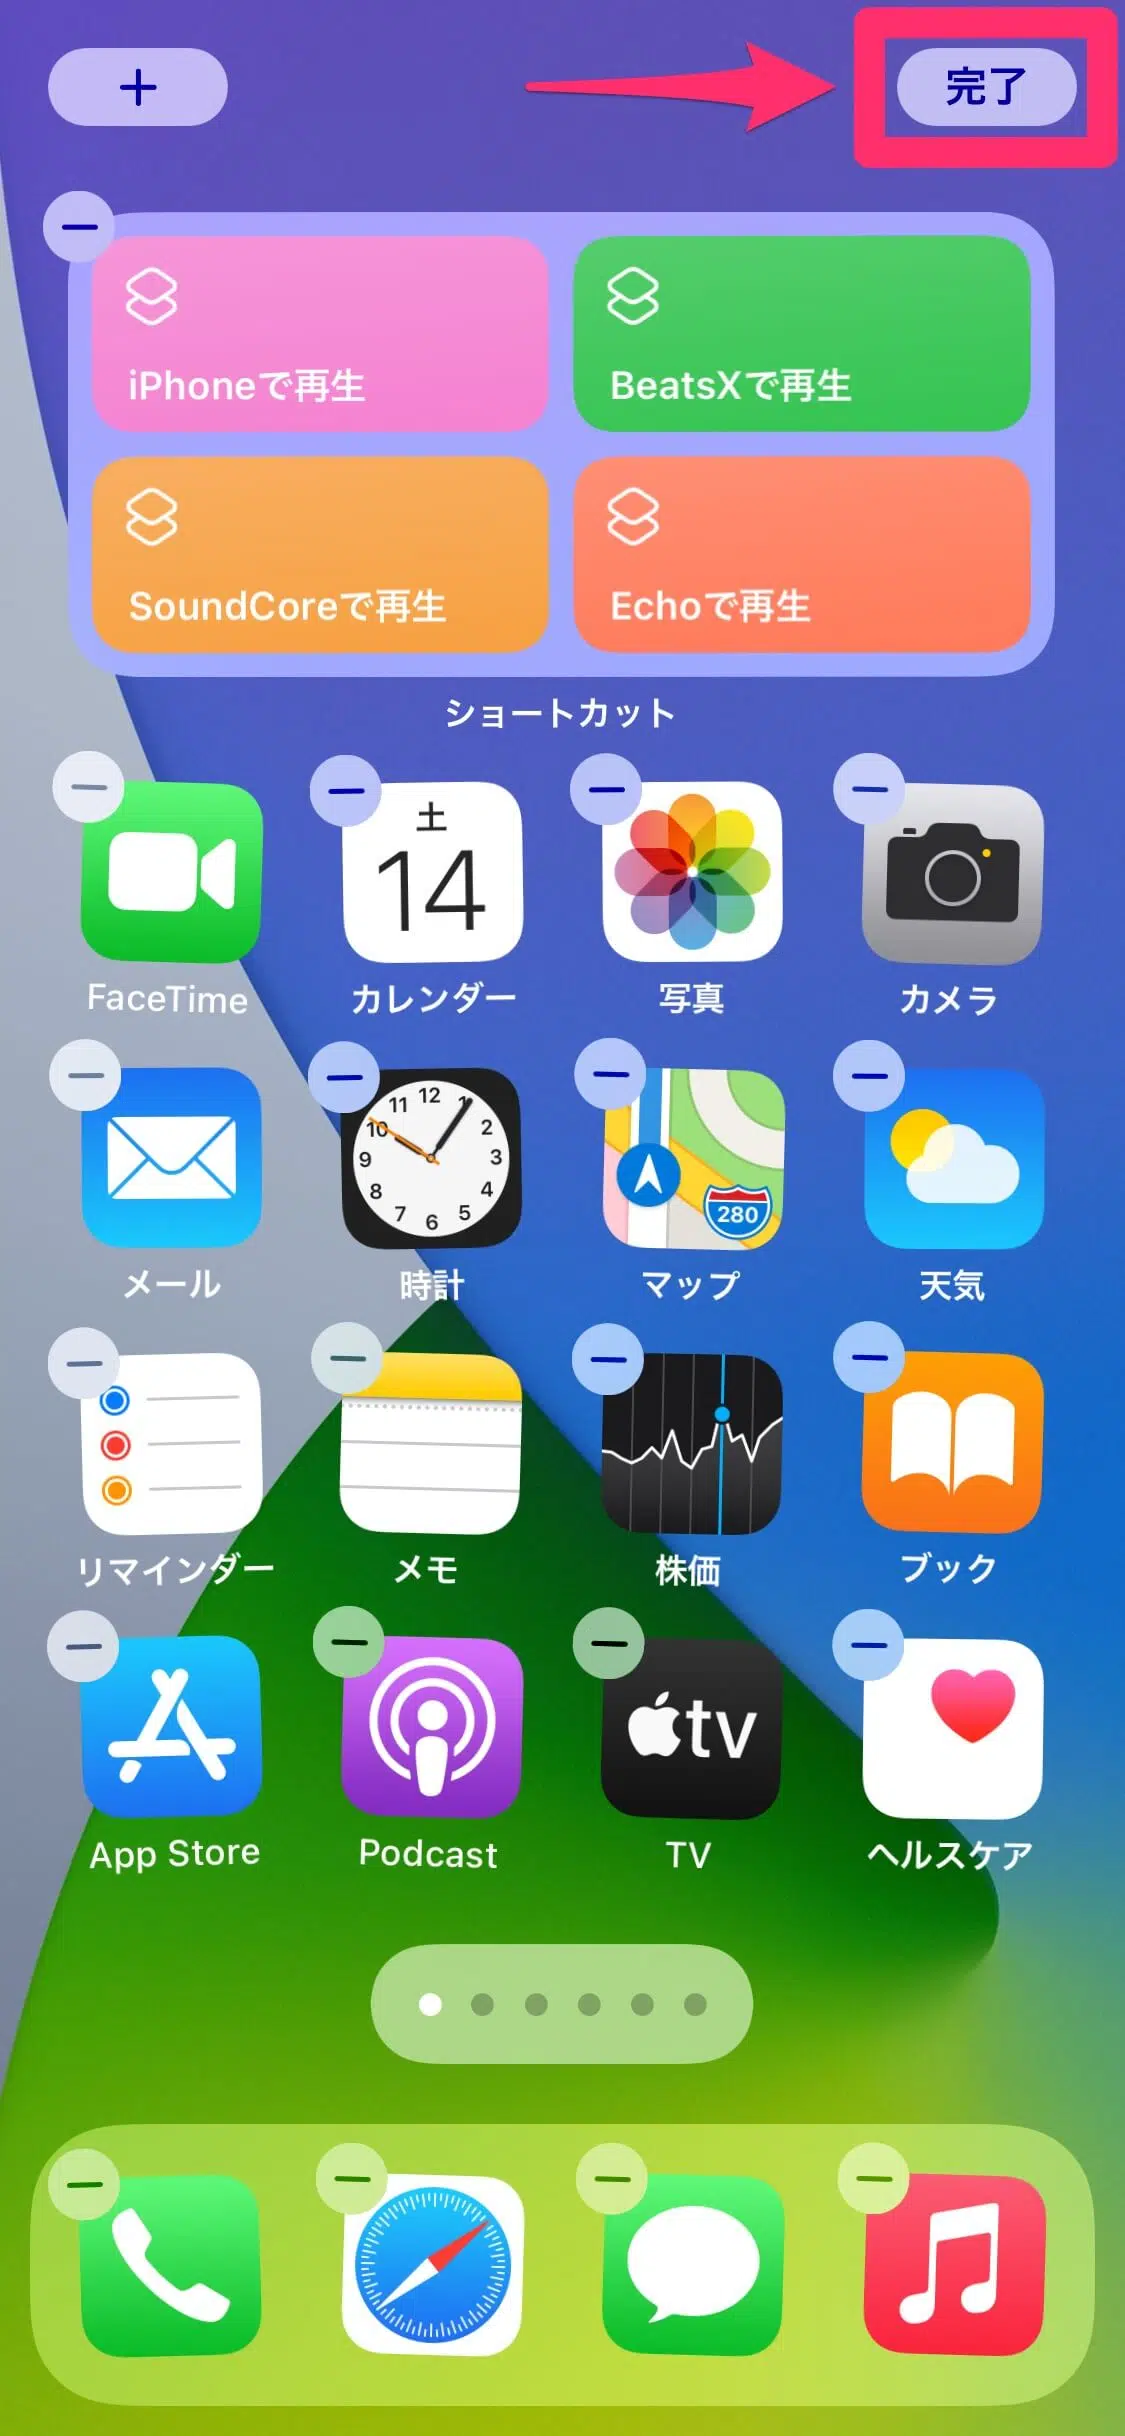 完了
iPhoneで再生
BeatsXで再生
SoundCoreで再生
Echoで再生
ショートカット
土
14
FaceTime
カレンダー
写真
カメラ
12
11
1
10
2
9
3
8
4
7
5
6
280
メール
時計
マップ
天気
リマインダー
メモ
株価
ブック
tv
App Store
Podcast
TV
ヘルスケア